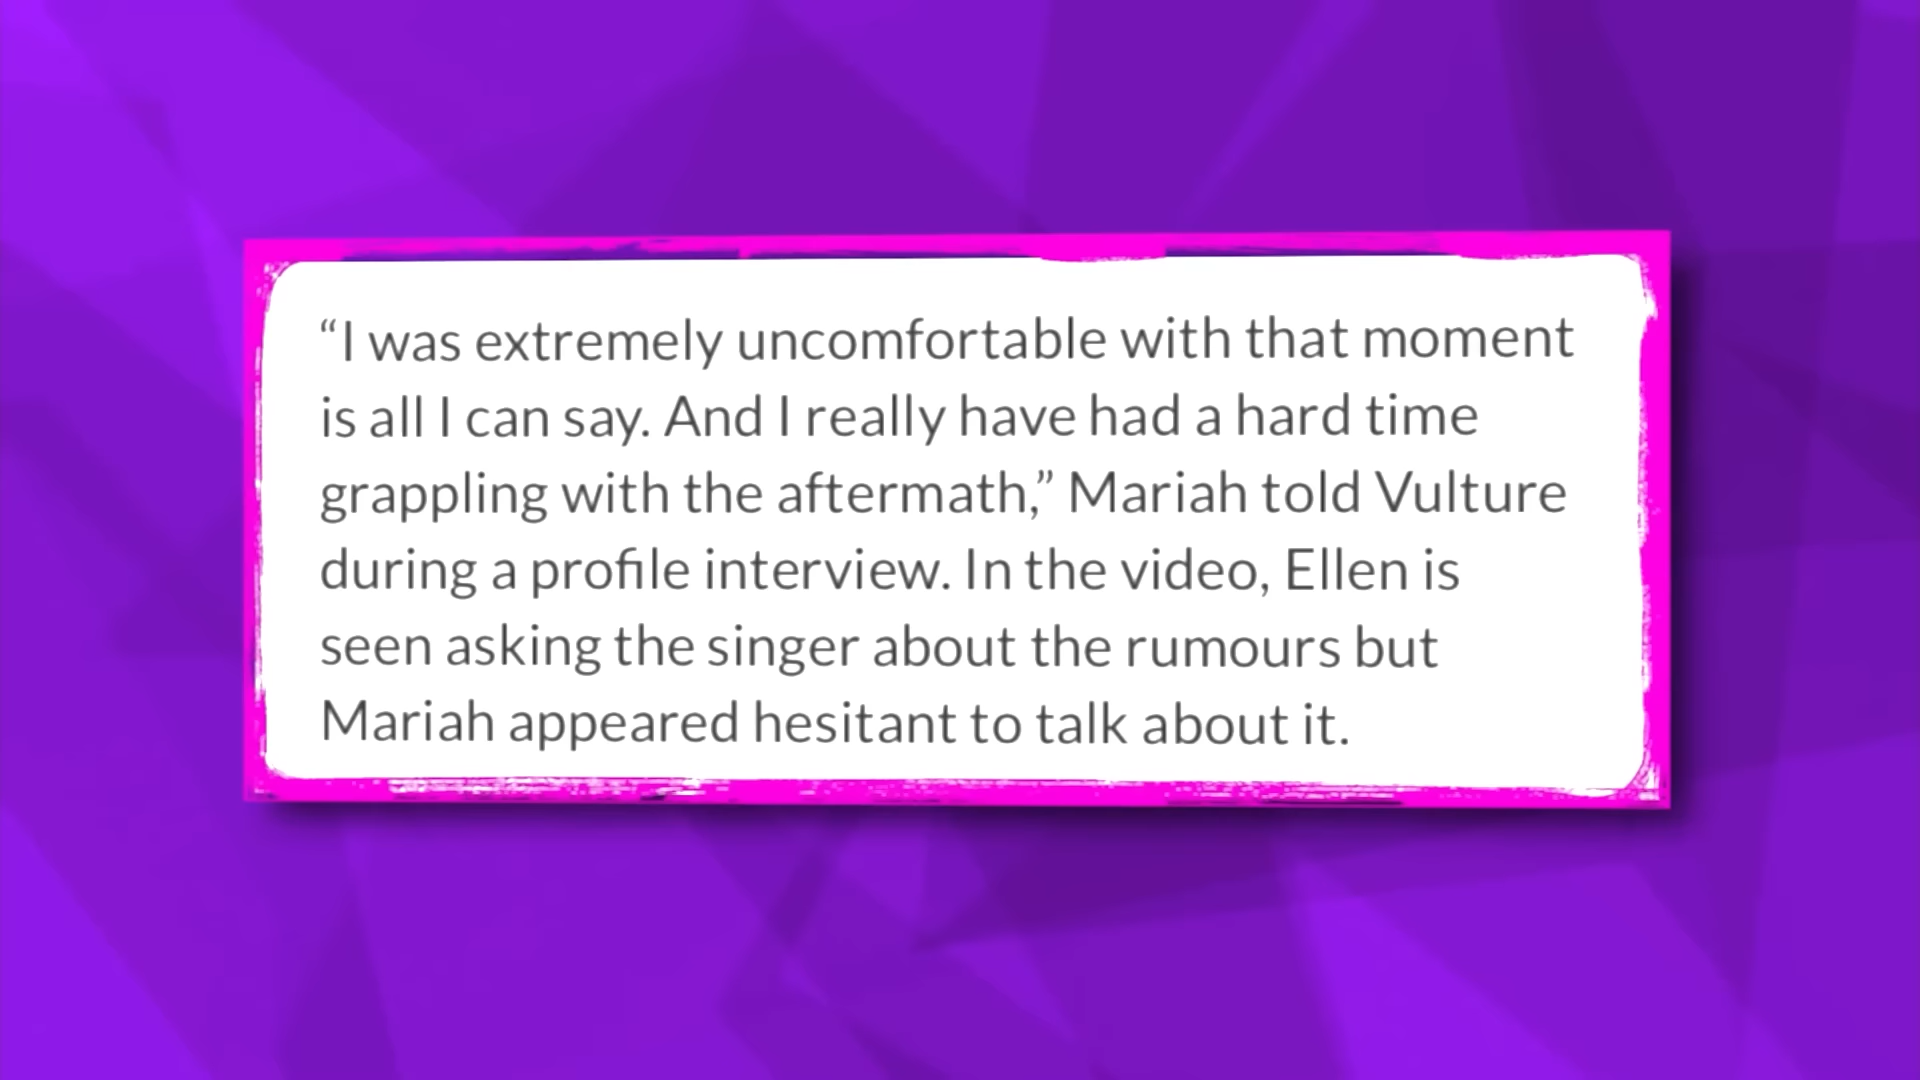 “I was extremely uncomfortable with that moment
is all I can say. And I really have had a hard time
grappling with the aftermath,” Mariah told Vulture
during a profile interview. In the video, Ellen is
seen asking the singer about the rumours but
Mariah appeared hesitant to talk about it.